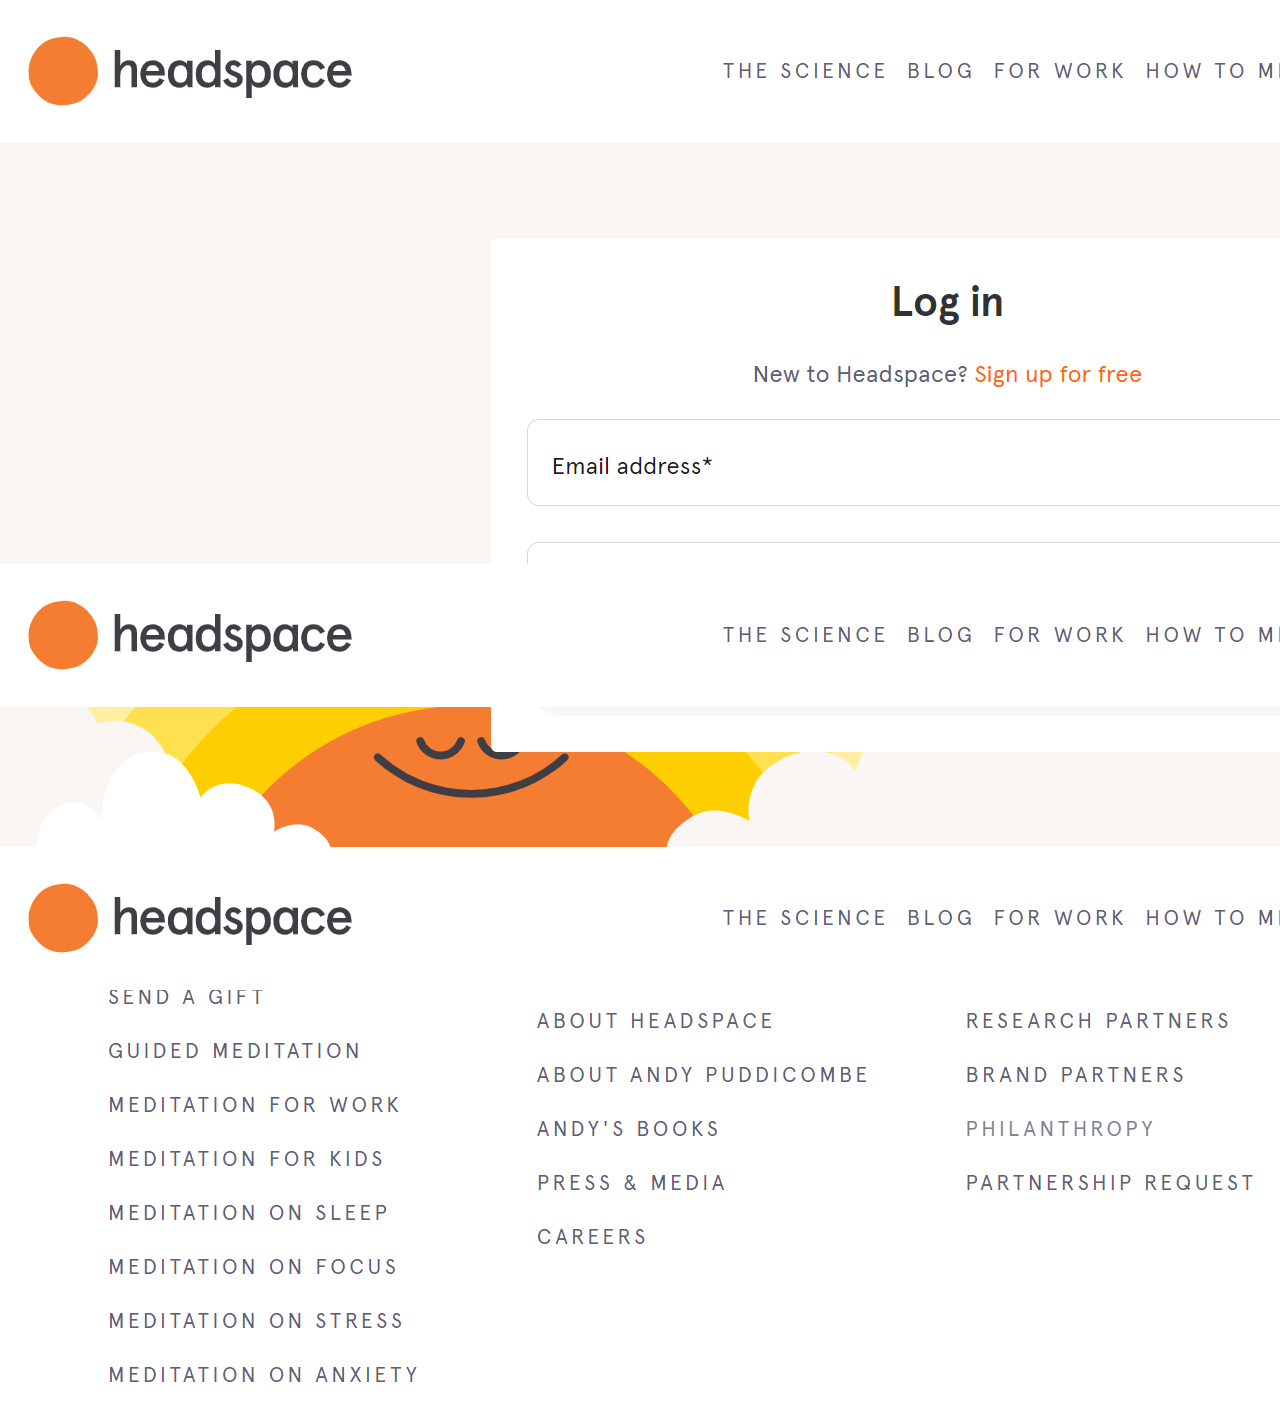 headspace
THE SCIENCE BLOG FOR WORK HOW TO
Log in
New to Headspace? Sign up for free
Email address*
headspace
THE SCIENCE BLOG FOR WORK HOW TO
headspace
THE SCIENCE BLOG FOR WORK HOW TO
SEND A GIFT
GUIDED MEDITATION
MEDITATION FOR WORK
MEDITATION FOR KIDS
MEDITATION ON SLEEP
MEDITATION ON FOCUS
MEDITATION ON STRESS
MEDITATION ON ANXIETY
ABOUT HEADSPACE
ABOUT ANDY PUDDICOMBE
ANDY'S BOOKS
PRESS & MEDIA
CAREERS
RESEARCH PARTNERS
BRAND PARTNERS
PHILANTHROPY
PARTNERSHIP REQUEST